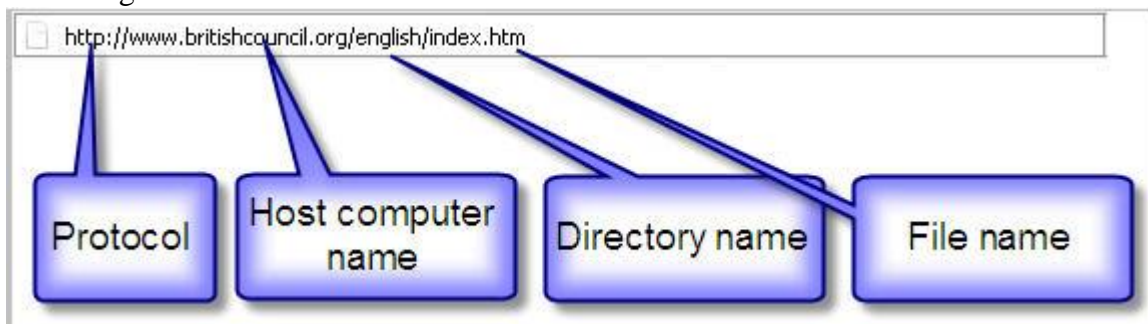 http://www.britishcouncil.org/english/index.htm
Protocol
Host computer
name
Directory name
File name